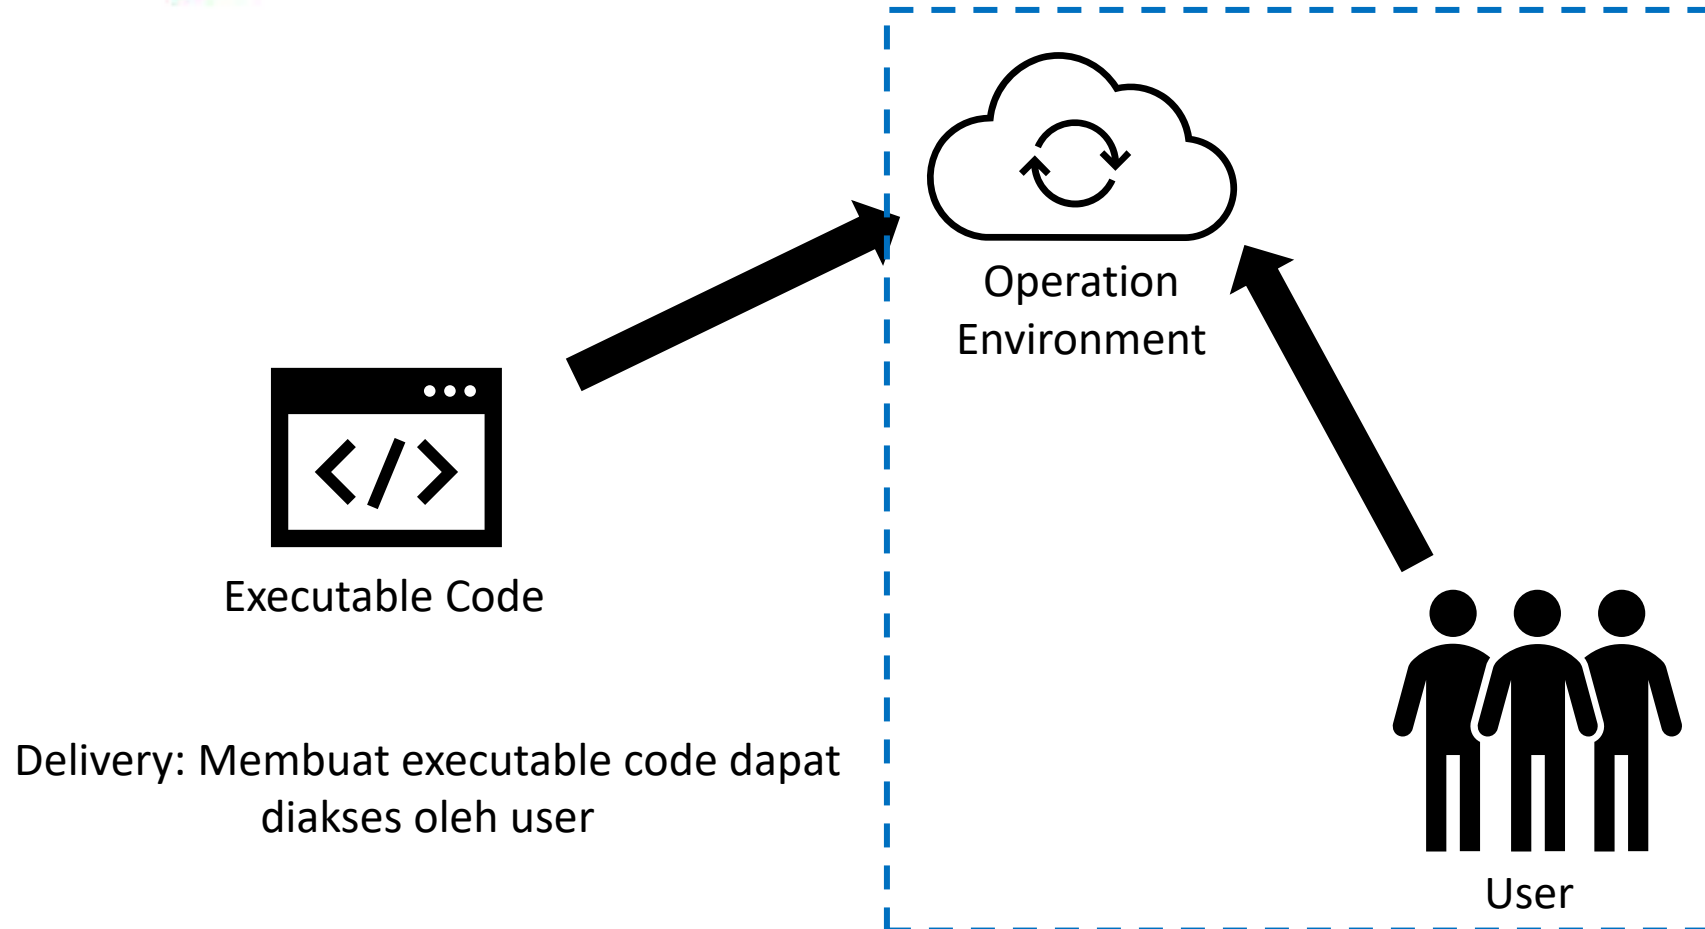 Operation
Environment
Executable Code
Delivery: Membuat executable code dapat
diakses oleh user
User